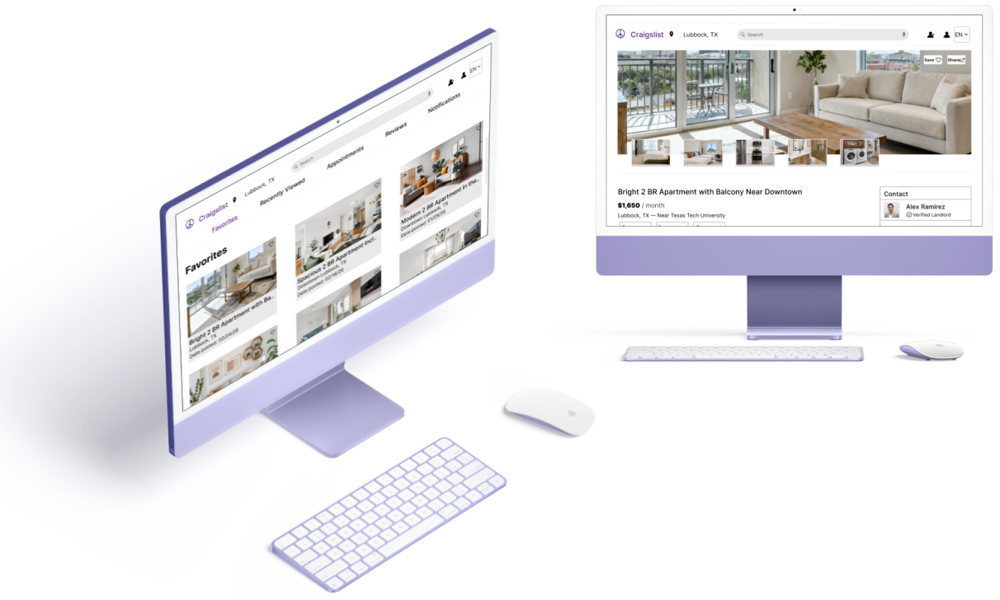 Craigslist
Lubbock, TX
Search
EN
Favorites
Recently Viewed
Appointments
Reviews
Notifications
Favorites
Bright 2 BR Apartment with Ba..
Lubbock, TX
Date posted: 02/24/26
Spacious 2 BR Apartment incl..
Downtown Lubbock, TX
Date posted: 02/16/26
Modern 2 BR Apartment in the..
Downtown Lubbock, TX
Date posted: 01/29/26
Craigslist
Lubbock, TX
Search
EN
Save
Share
Bright 2 BR Apartment with Balcony Near Downtown
$1,650 / month
Lubbock, TX — Near Texas Tech University
Contact
Alex Ramirez
Verified Landlord